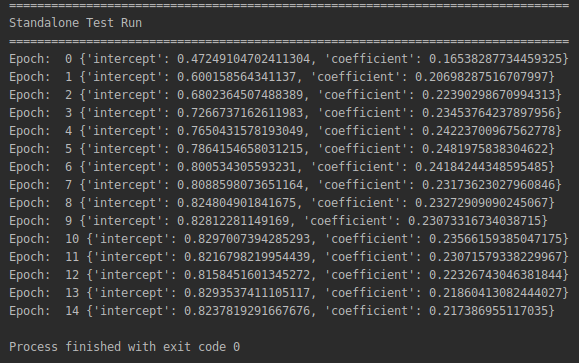 ================================================================================
Standalone Test Run
================================================================================
Epoch:  0 {'intercept': 0.47249104702411304, 'coefficient': 0.16538287734459325}
Epoch:  1 {'intercept': 0.600158564341137, 'coefficient': 0.20698287516707997}
Epoch:  2 {'intercept': 0.6802364507488389, 'coefficient': 0.22390298670994313}
Epoch:  3 {'intercept': 0.7266737162611983, 'coefficient': 0.23453764237897956}
Epoch:  4 {'intercept': 0.7650431578193049, 'coefficient': 0.24223700967562778}
Epoch:  5 {'intercept': 0.7864154658031215, 'coefficient': 0.2481975838304622}
Epoch:  6 {'intercept': 0.800534305593231, 'coefficient': 0.24184244348595485}
Epoch:  7 {'intercept': 0.8088598073651164, 'coefficient': 0.23173623027960846}
Epoch:  8 {'intercept': 0.824804901841675, 'coefficient': 0.23272909090245067}
Epoch:  9 {'intercept': 0.82812281149169, 'coefficient': 0.23073316734038715}
Epoch:  10 {'intercept': 0.8297007394285293, 'coefficient': 0.23566159385047175}
Epoch:  11 {'intercept': 0.8216798219954439, 'coefficient': 0.23071579338229967}
Epoch:  12 {'intercept': 0.8158451601345272, 'coefficient': 0.22326743046381844}
Epoch:  13 {'intercept': 0.8293537411105117, 'coefficient': 0.21860413082444027}
Epoch:  14 {'intercept': 0.8237819291667676, 'coefficient': 0.217386955117035}

Process finished with exit code 0